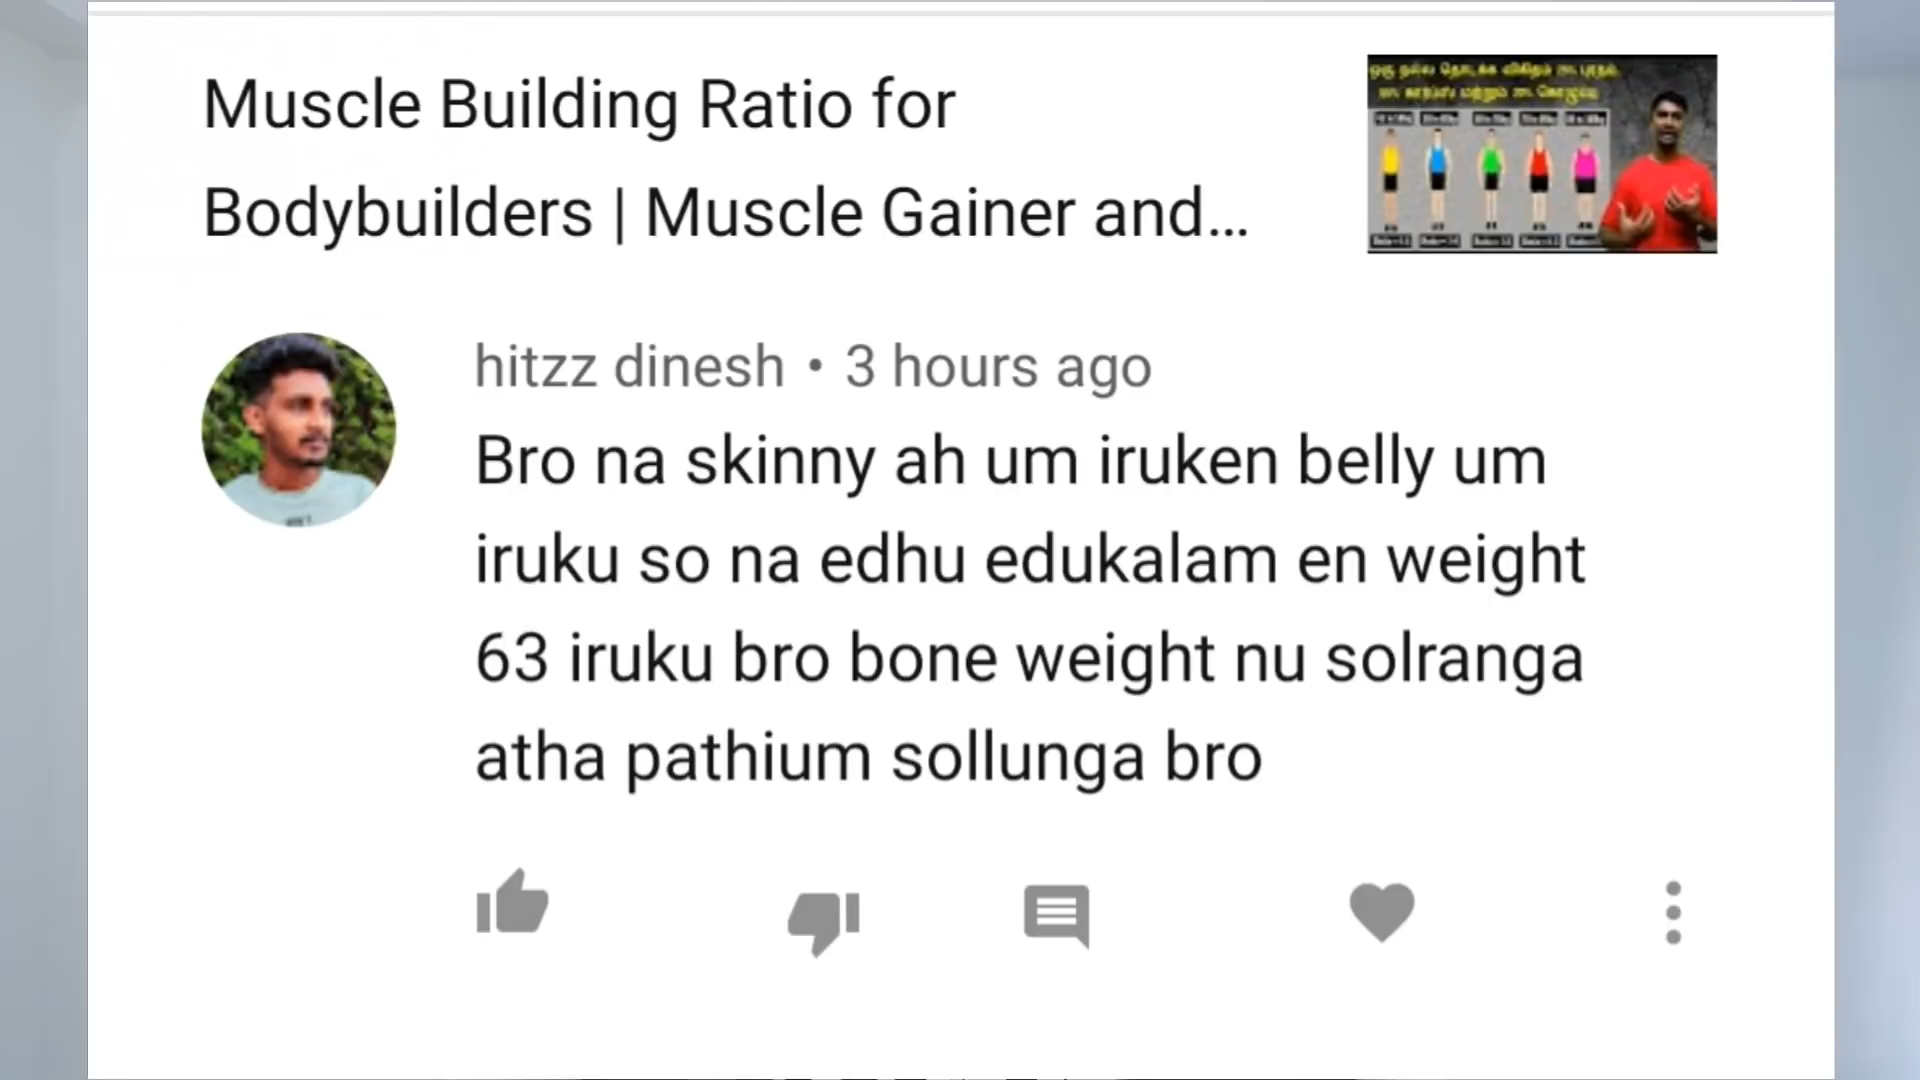 Muscle Building Ratio for
Bodybuilders | Muscle Gainer and...
hitzz dinesh • 3 hours ago
Bro na skinny ah um iruken belly um
iruku so na edhu edukalam en weight
63 iruku bro bone weight nu solranga
atha pathium sollunga bro